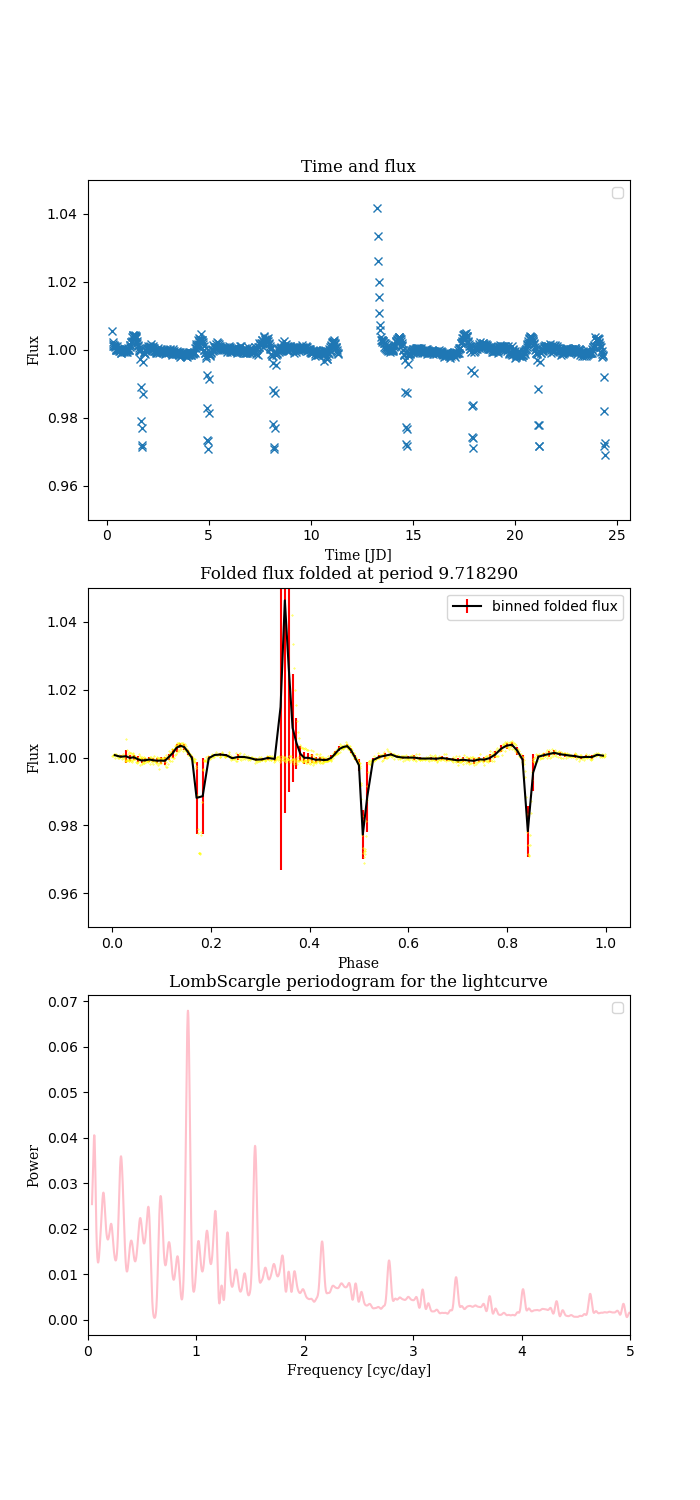 Time and flux
1.04
1.02
1.00
0.98
0.96
Flux
0 5 10 15 20 25
Time [JD]
Folded flux folded at period 9.718290
binned folded flux
1.04
1.02
1.00
0.98
0.96
Flux
0.0 0.2 0.4 0.6 0.8 1.0
Phase
LombScargle periodogram for the lightcurve
0.07
0.06
0.05
0.04
0.03
0.02
0.01
0.00
Power
0 1 2 3 4 5
Frequency [cyc/day]